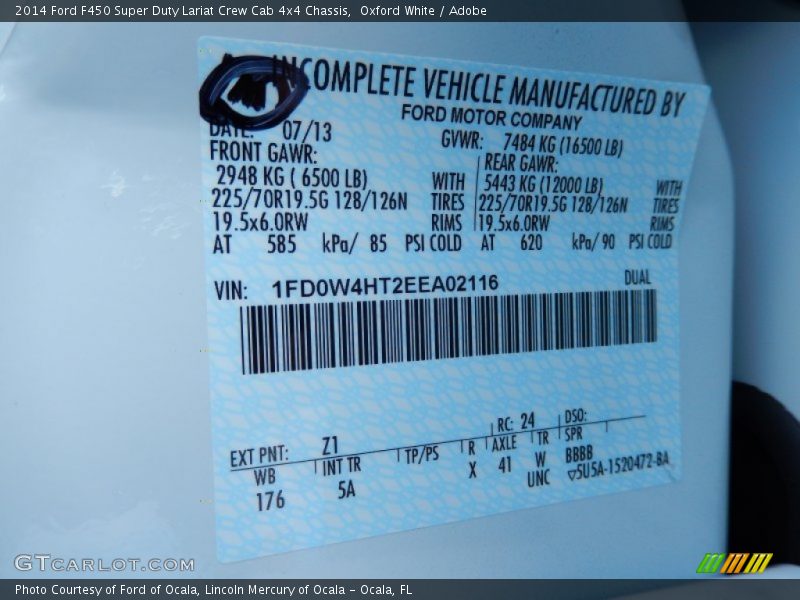 2014 Ford F450 Super Duty Lariat Crew Cab 4x4 Chassis, Oxford White / Adobe
INCOMPLETE VEHICLE MANUFACTURED BY
FORD MOTOR COMPANY
DATE: 07/13 GVWR: 7484 KG (16500 LB)
FRONT GAWR: REAR GAWR:
2948 KG ( 6500 LB) WITH 5443 KG (12000 LB) WITH
225/70R19.5G 128/126N TIRES 225/70R19.5G 128/126N TIRES
19.5x6.0RW RIMS 19.5x6.0RW RIMS
AT 585 kPa/ 85 PSI COLD AT 620 kPa/ 90 PSI COLD
VIN: 1FD0W4HT2EEA02116 DUAL
RC: 24 DSO:
EXT PNT: Z1
WB INT TR TP/PS R AXLE TR SPR
176 5A X 41 W BBBB
UNC ▽5U5A-1520472-BA
GTCARLOT.COM
Photo Courtesy of Ford of Ocala, Lincoln Mercury of Ocala – Ocala, FL